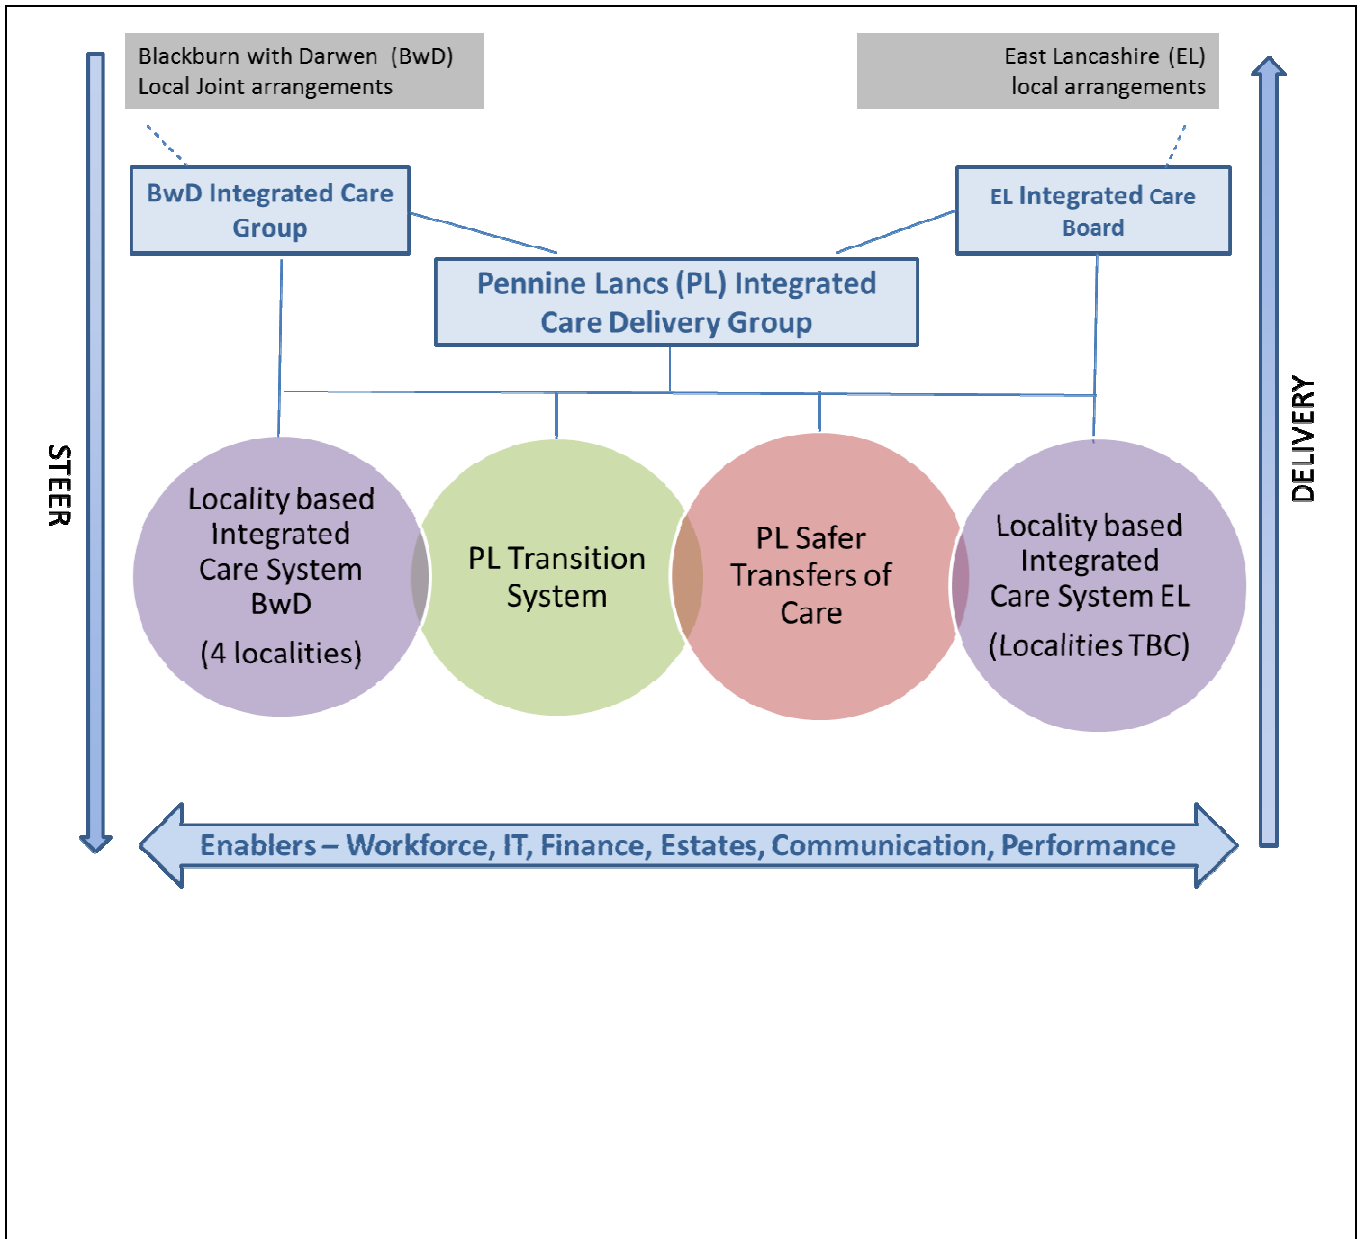 Blackburn with Darwen (BwD)
Local Joint arrangements
East Lancashire (EL)
local arrangements
BwD Integrated Care
Group
EL Integrated Care
Board
Pennine Lancs (PL) Integrated
Care Delivery Group
STEER
DELIVERY
Locality based
Integrated
Care System
BwD
(4 localities)
PL Transition
System
PL Safer
Transfers of
Care
Locality based
Integrated
Care System EL
(Localities TBC)
Enablers – Workforce, IT, Finance, Estates, Communication, Performance